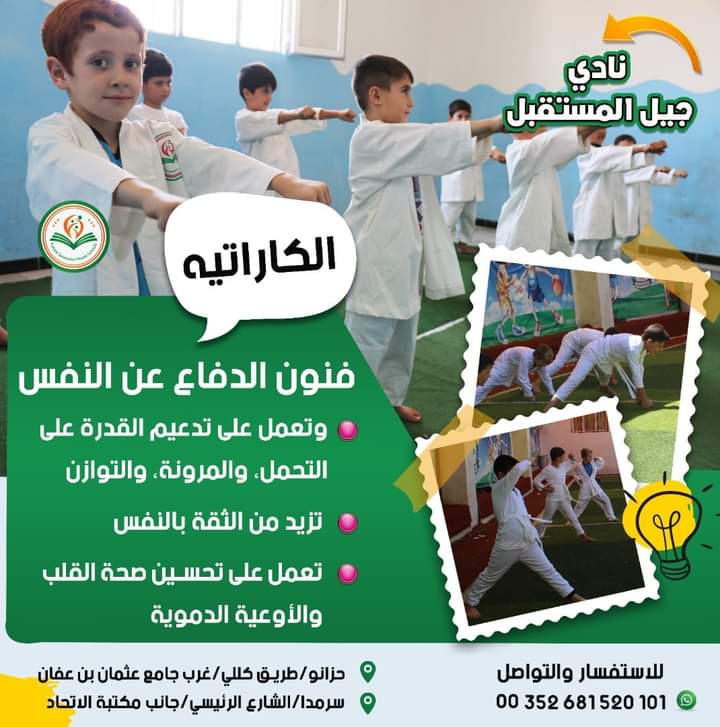 نادي
جيل المستقبل
الكاراتيه
فنون الدفاع عن النفس
وتعمل على تدعيم القدرة على
التحمل، والمرونة، والتوازن
تزيد من الثقة بالنفس
تعمل على تحسين صحة القلب
والأوعية الدموية
للاستفسار والتواصل
00 352 681 520 101
حزانو/طريق كللي/غرب جامع عثمان بن عفان
سرمدا/الشارع الرئيسي/جانب مكتبة الاتحاد